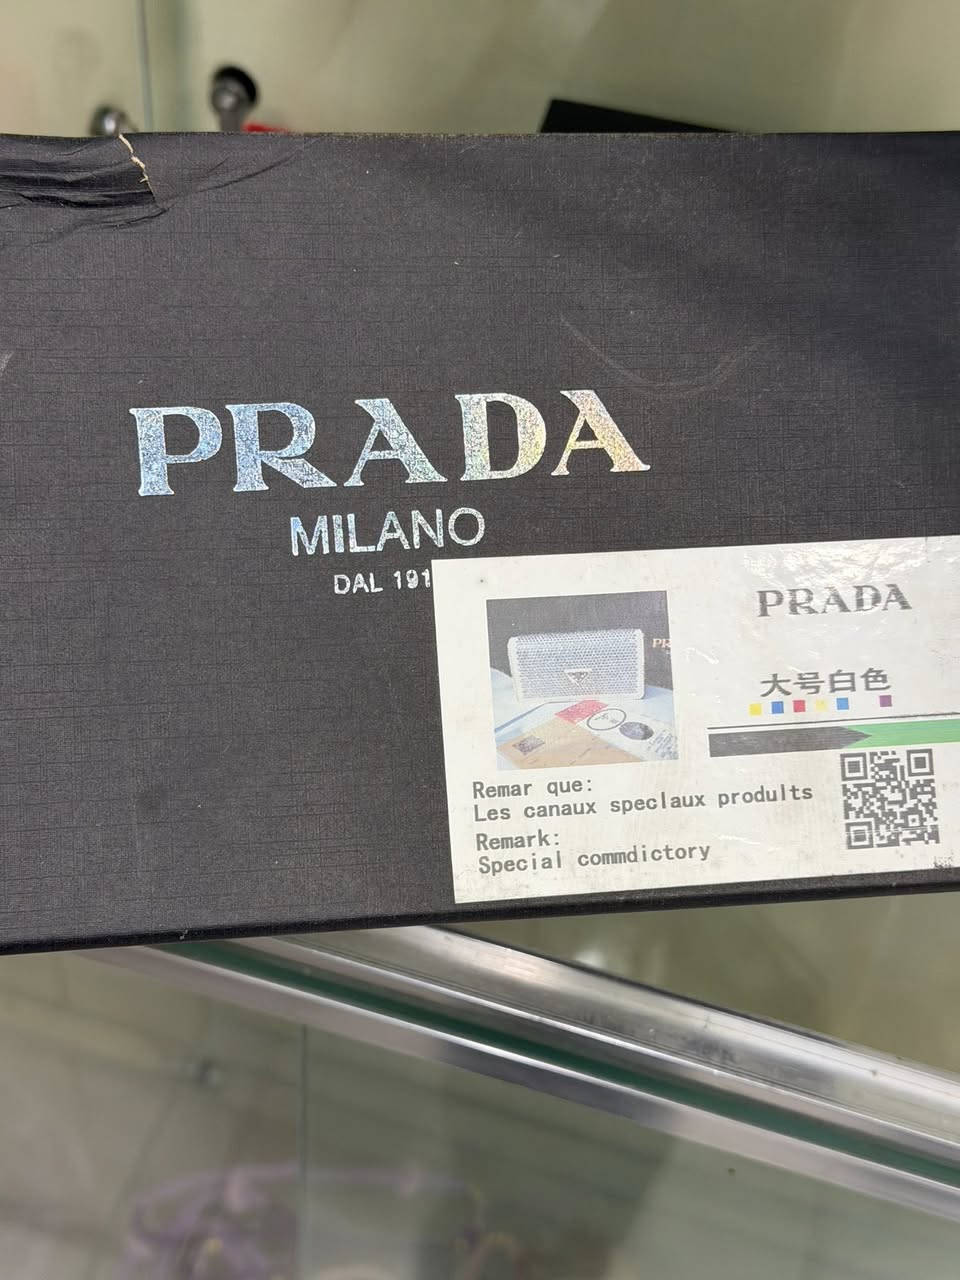 PRADA
MILANO
DAL 191
PRADA
大号白色
Remar que:
Les canaux speclaux prodults
Remark:
Special commdictory